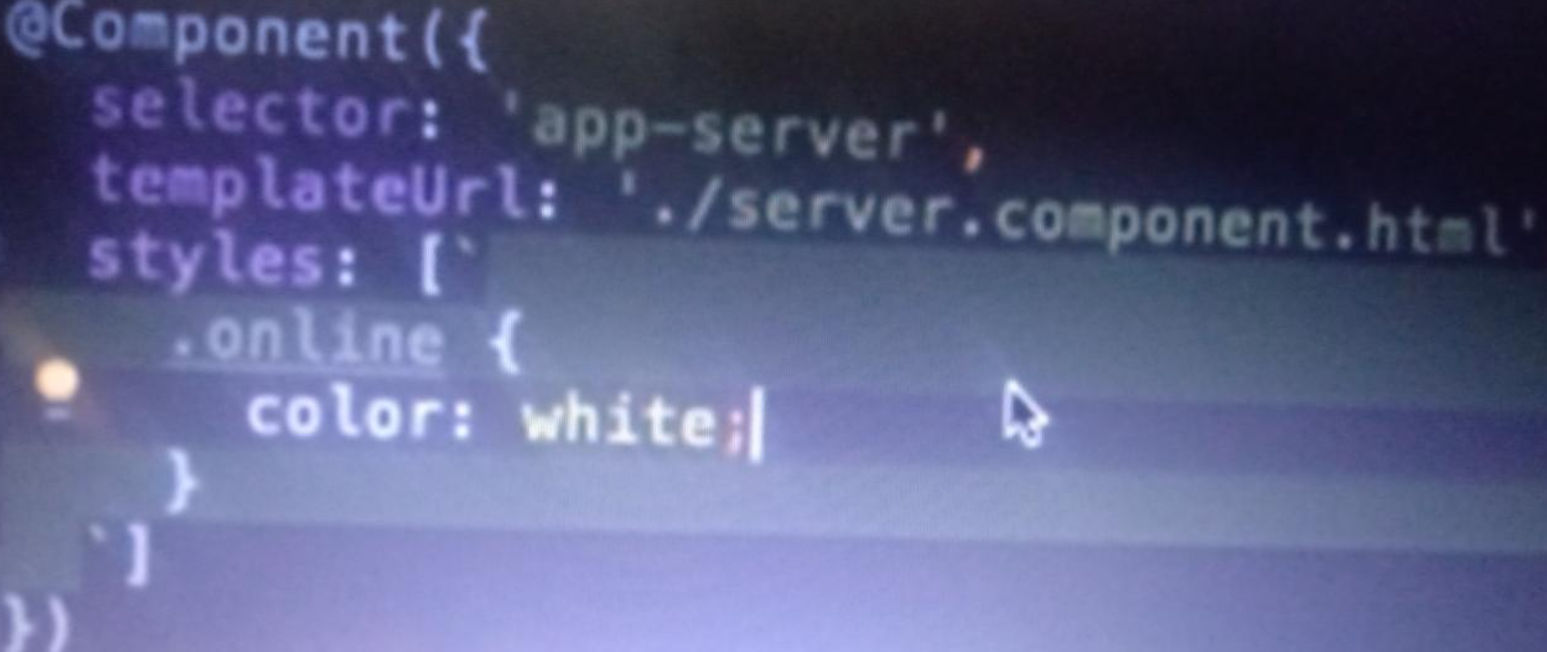 @Component({
selector: 'app-server',
templateUrl: './server.component.html'
styles: [`
.online {
color: white;
}
`]
})